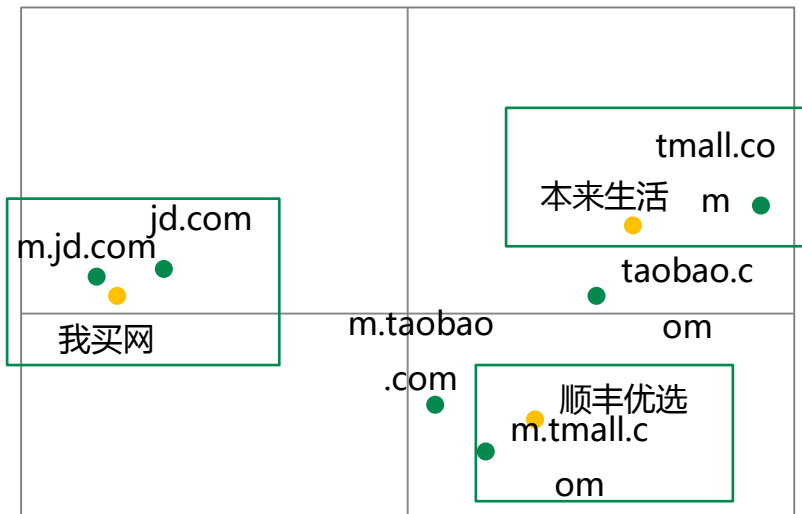 tmall.co
m
本来生活
jd.com
m.jd.com
taobao.c
om
我买网
m.taobao
.com
顺丰优选
m.tmall.c
om